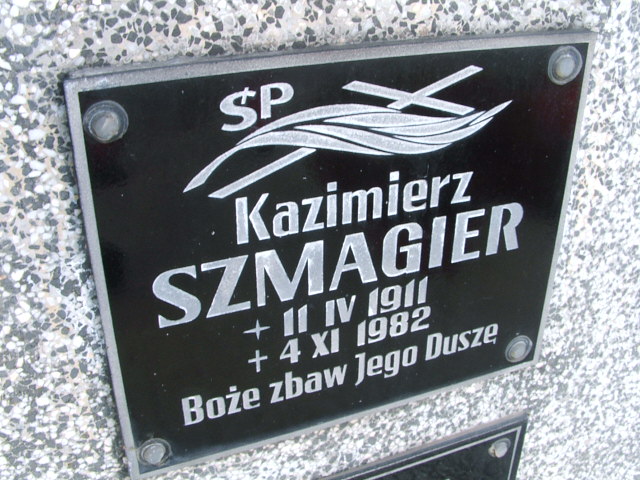 ŚP
Kazimierz
SZMAGIER
+ 11 IV 1911
+ 4 XI 1982
Boże zbaw Jego Duszę